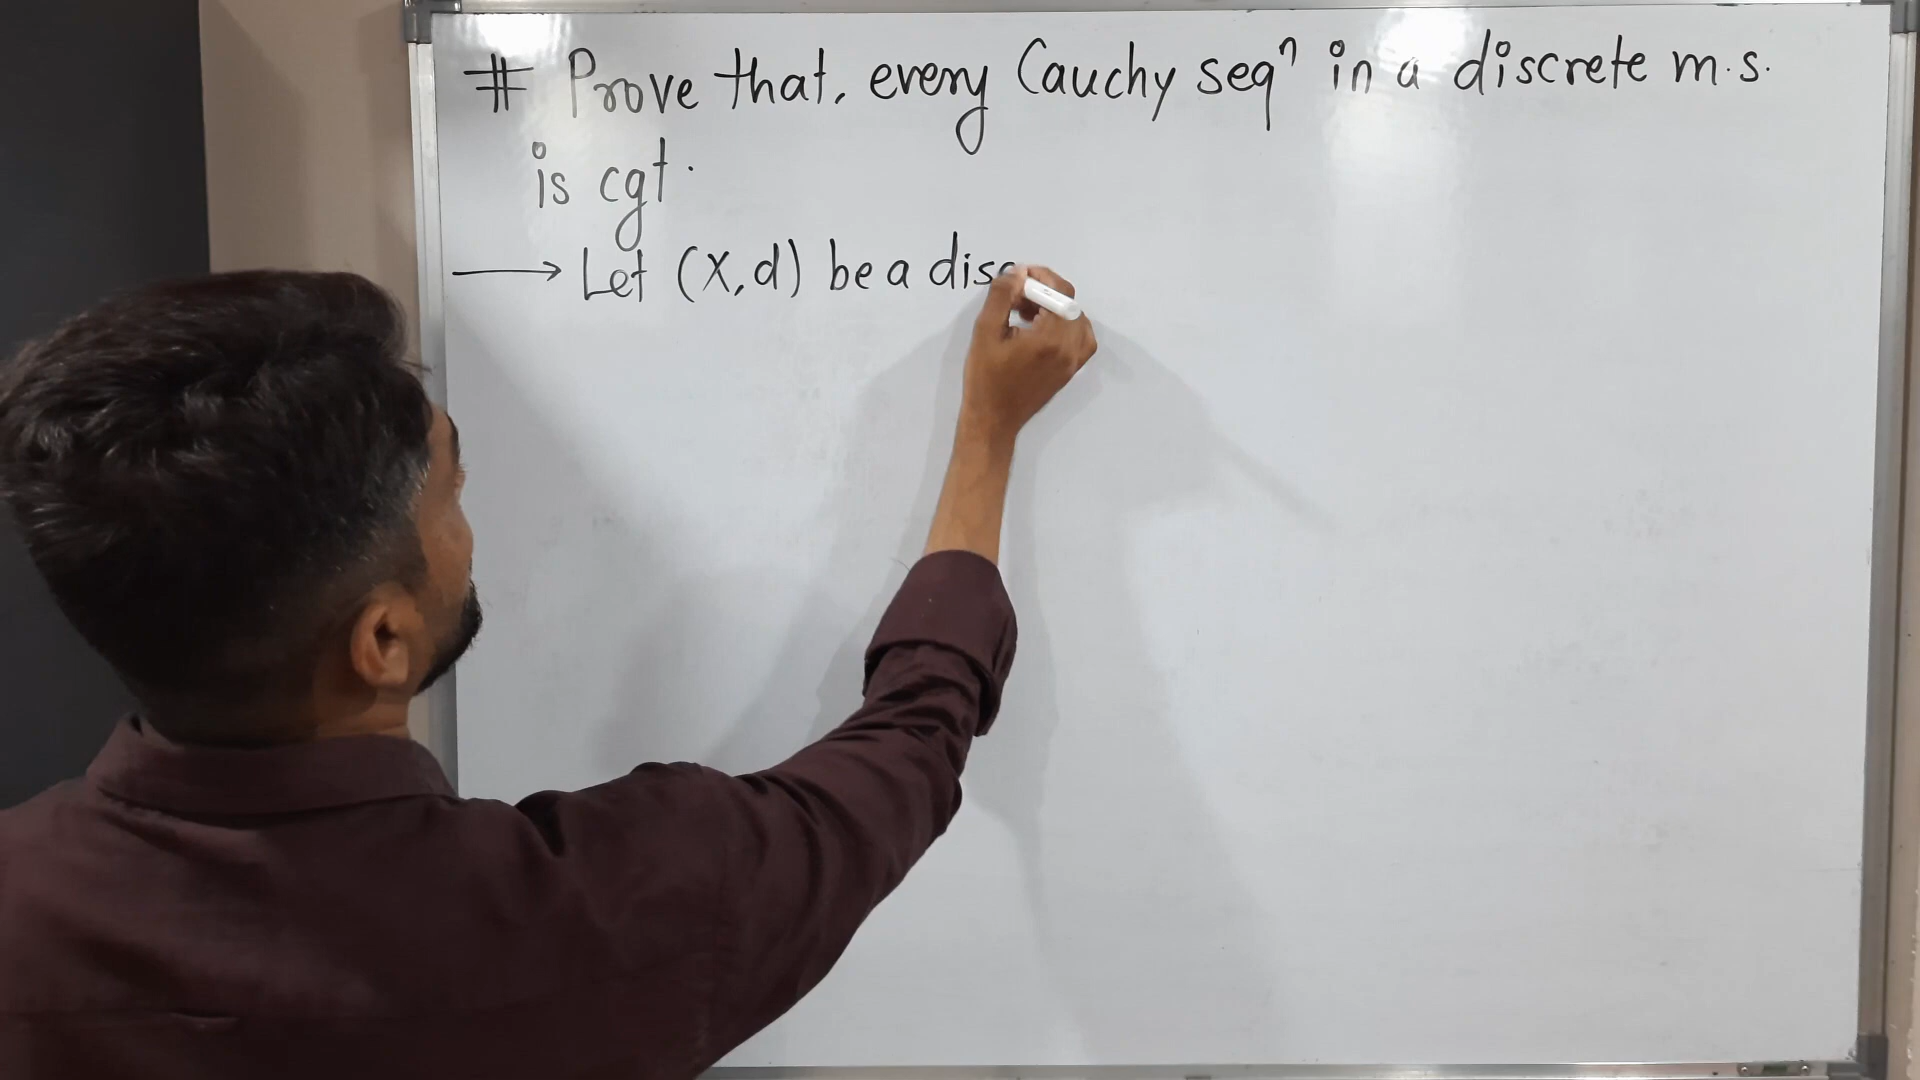 # Prove that, every Cauchy seqⁿ in a discrete m.s.
is cgt.
→ Let (X,d) be a disc